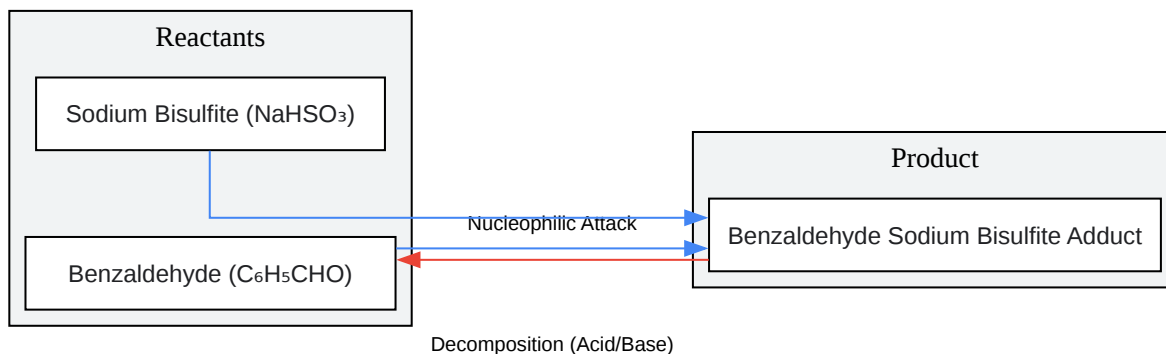 Reactants
Sodium Bisulfite (NaHSO₃)
Product
Nucleophilic Attack
Benzaldehyde Sodium Bisulfite Adduct
Benzaldehyde (C₆H₅CHO)
Decomposition (Acid/Base)